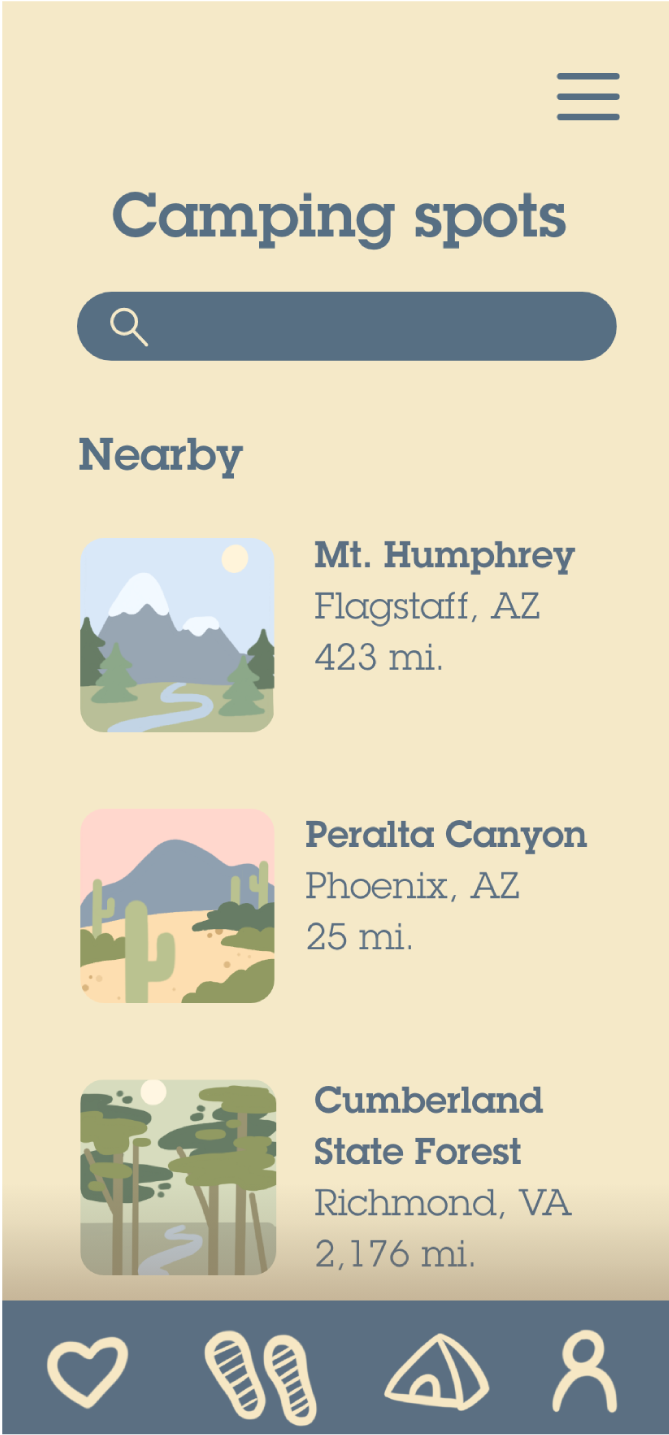 Camping spots
Nearby
Mt. Humphrey
Flagstaff, AZ
423 mi.
Peralta Canyon
Phoenix, AZ
25 mi.
Cumberland
State Forest
Richmond, VA
2,176 mi.